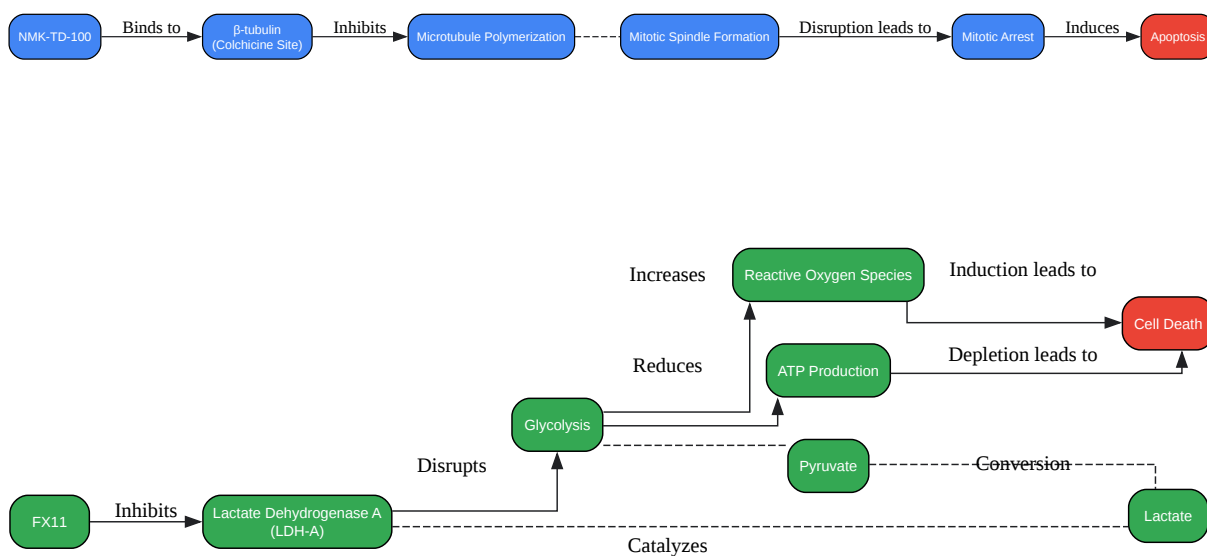 NMK-TD-100
Binds to
β-tubulin
(Colchicine Site)
Inhibits
Microtubule Polymerization
Mitotic Spindle Formation
Disruption leads to
Mitotic Arrest
Induces
Apoptosis
Increases
Reactive Oxygen Species
Induction leads to
Cell Death
Reduces
ATP Production
Depletion leads to
Glycolysis
Disrupts
Pyruvate
Conversion
FX11
Inhibits
Lactate Dehydrogenase A
(LDH-A)
Lactate
Catalyzes